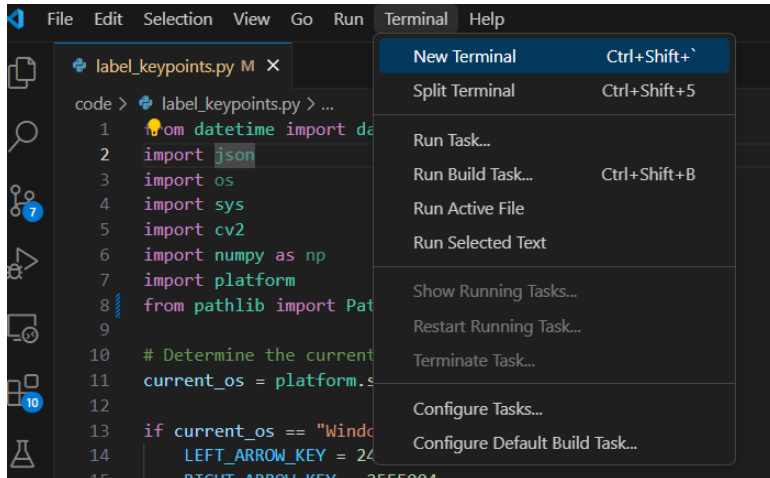 File Edit Selection View Go Run Terminal Help
label_keypoints.py M
New Terminal Ctrl+Shift+`
Split Terminal Ctrl+Shift+5
Run Task...
Run Build Task... Ctrl+Shift+B
Run Active File
Run Selected Text
Show Running Tasks...
Restart Running Task...
Terminate Task...
Configure Tasks...
Configure Default Build Task...
code > label_keypoints.py > ...
1 from datetime import da
2 import json
3 import os
4 import sys
5 import cv2
6 import numpy as np
7 import platform
8 from pathlib import Pat
9
10 # Determine the current
11 current_os = platform.s
12
13 if current_os == "Windo
14 LEFT_ARROW_KEY = 24
15 RIGHT_ARROW_KEY = 2555904
7
10